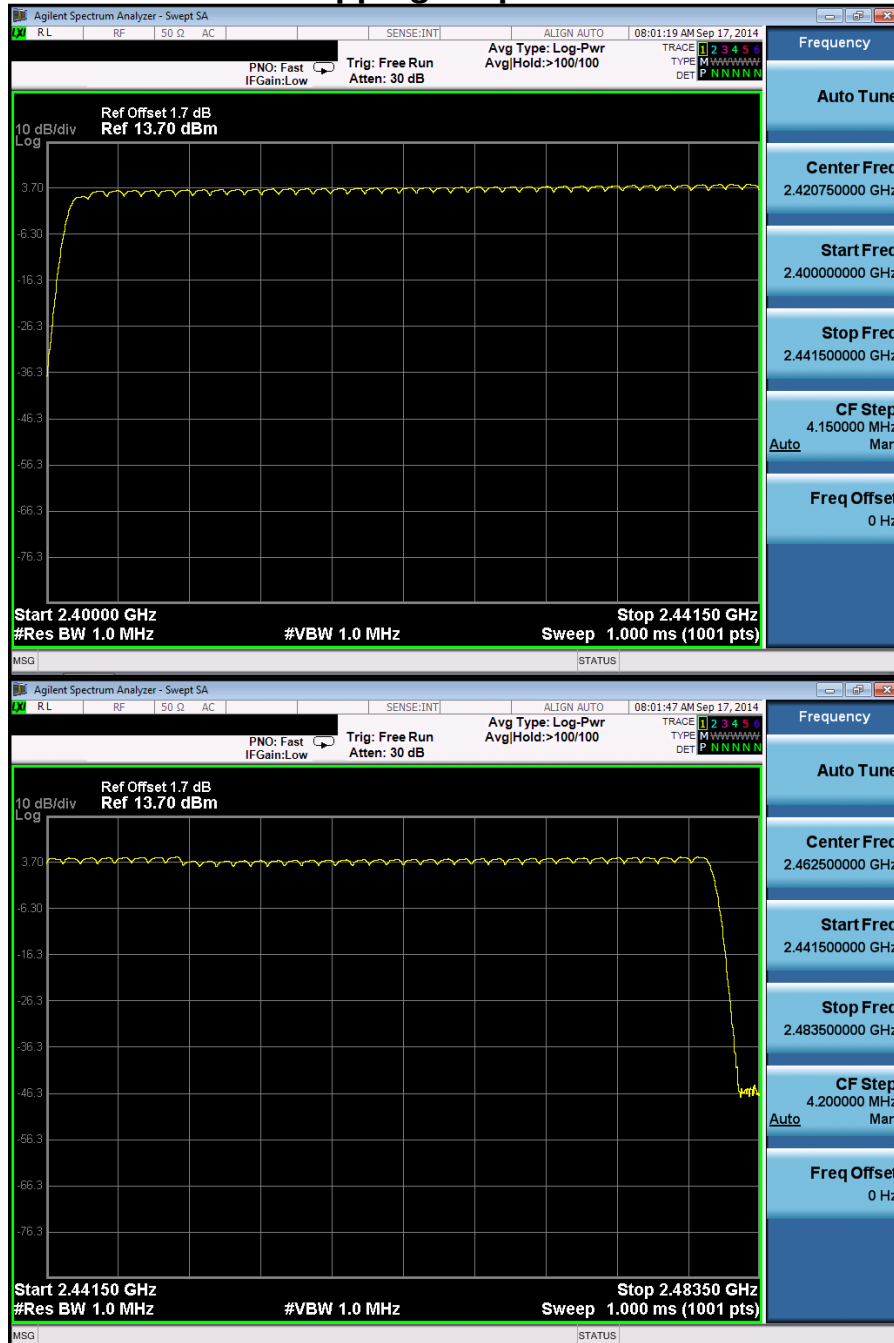 Agilent Spectrum Analyzer - Swept SA
LXI RL RF 50 Ω AC SENSE:INT ALIGN AUTO 08:01:19 AM Sep 17, 2014
Frequency
PNO: Fast
IFGain:Low
Trig: Free Run
Atten: 30 dB
Avg Type: Log-Pwr
Avg|Hold:>100/100
TRACE 1 2 3 4 5 6
TYPE M WWWWW
DET P N N N N N
Auto Tune
Ref Offset 1.7 dB
10 dB/div Ref 13.70 dBm
Log
3.70
-6.30
-16.3
-26.3
-36.3
-46.3
-56.3
-66.3
-76.3
Center Freq
2.420750000 GHz
Start Freq
2.400000000 GHz
Stop Freq
2.441500000 GHz
CF Step
4.150000 MHz
Auto Man
Freq Offset
0 Hz
Start 2.40000 GHz Stop 2.44150 GHz
#Res BW 1.0 MHz #VBW 1.0 MHz Sweep 1.000 ms (1001 pts)
MSG STATUS
Agilent Spectrum Analyzer - Swept SA
LXI RL RF 50 Ω AC SENSE:INT ALIGN AUTO 08:01:47 AM Sep 17, 2014
Frequency
PNO: Fast
IFGain:Low
Trig: Free Run
Atten: 30 dB
Avg Type: Log-Pwr
Avg|Hold:>100/100
TRACE 1 2 3 4 5 6
TYPE M WWWWW
DET P N N N N N
Auto Tune
Ref Offset 1.7 dB
10 dB/div Ref 13.70 dBm
Log
3.70
-6.30
-16.3
-26.3
-36.3
-46.3
-56.3
-66.3
-76.3
Center Freq
2.462500000 GHz
Start Freq
2.441500000 GHz
Stop Freq
2.483500000 GHz
CF Step
4.200000 MHz
Auto Man
Freq Offset
0 Hz
Start 2.44150 GHz Stop 2.48350 GHz
#Res BW 1.0 MHz #VBW 1.0 MHz Sweep 1.000 ms (1001 pts)
MSG STATUS